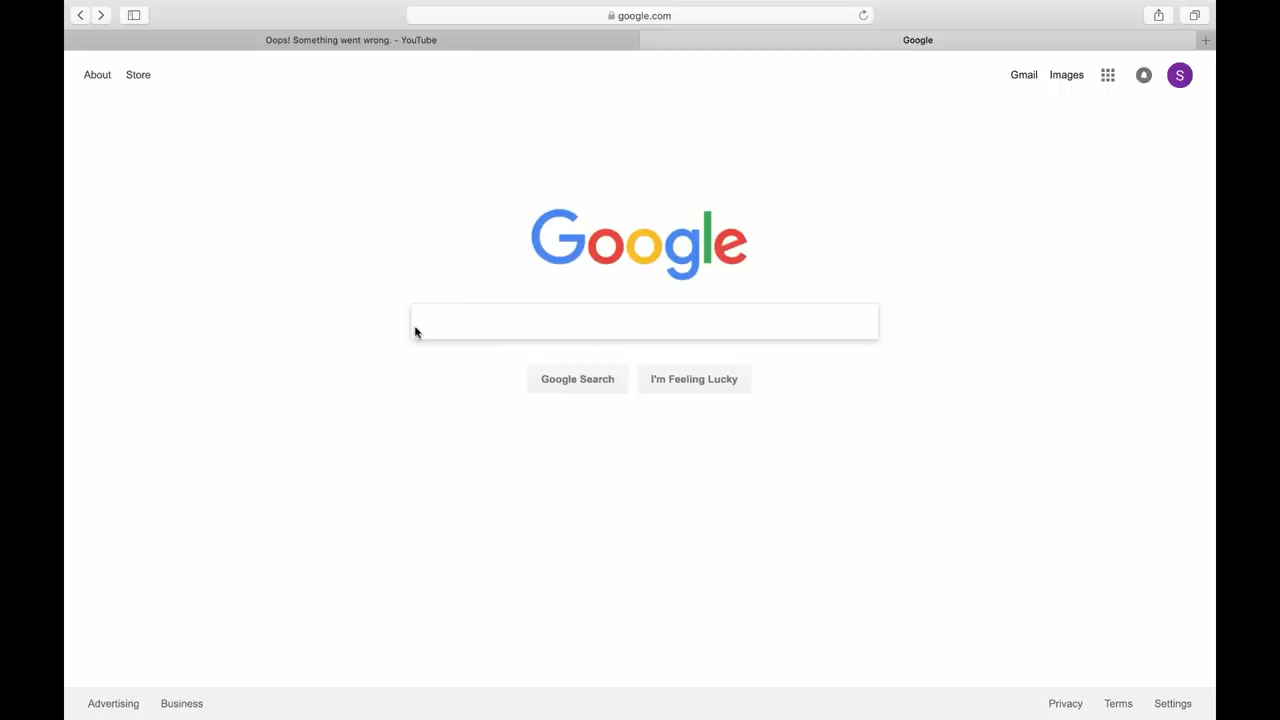 google.com
Oops! Something went wrong. - YouTube
Google
About Store
Gmail Images
S
Google
Google Search
I'm Feeling Lucky
Advertising Business
Privacy Terms Settings